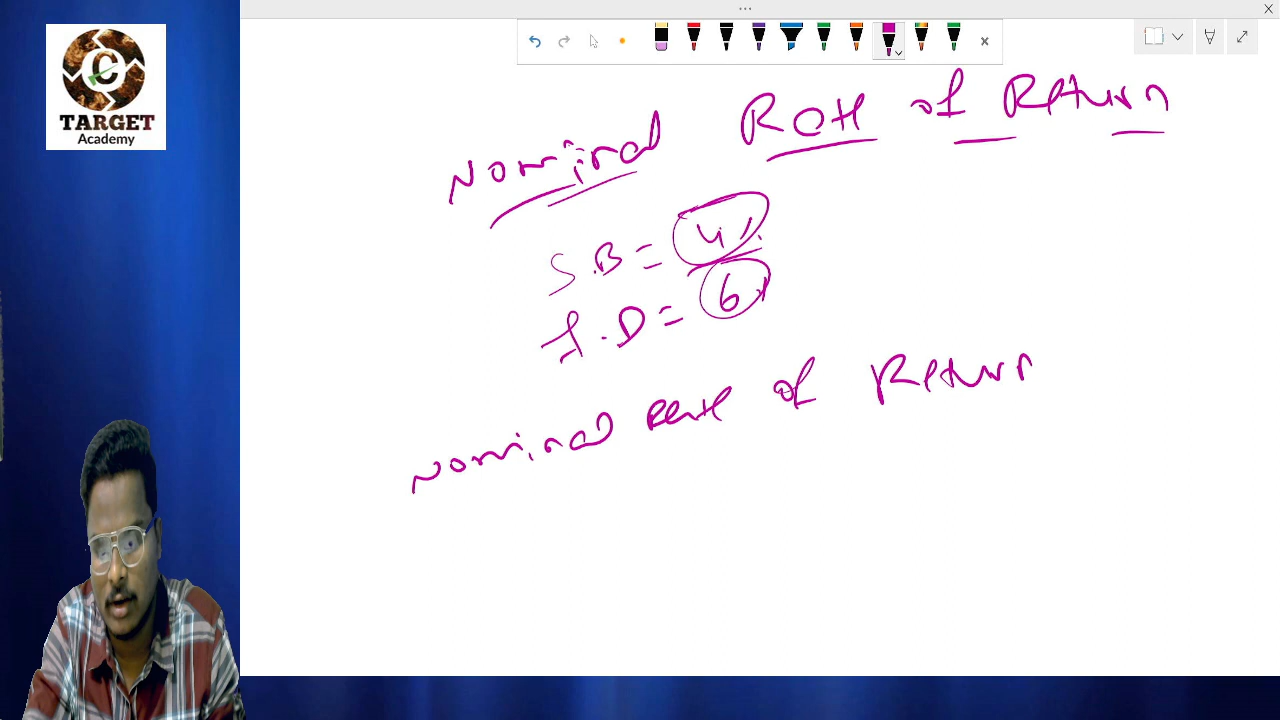 TARGET
Academy
Nominal Rate of Return
S.B = 4%
F.D = 6%
Nominal Rate of Return